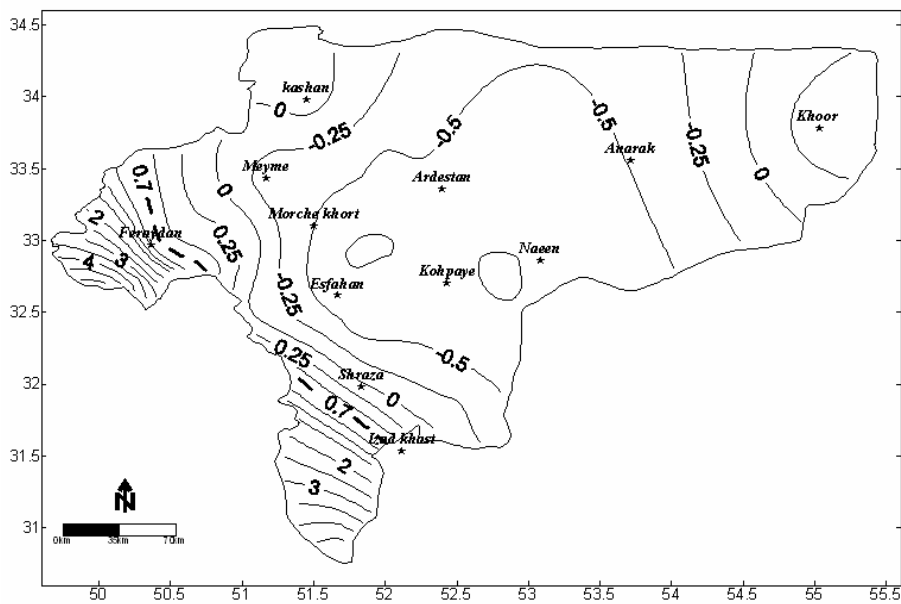 34.5
34
33.5
33
32.5
32
31.5
31
50
50.5
51
51.5
52
52.5
53
53.5
54
54.5
55
55.5
kashan
0
-0.25
-0.5
-0.5
-0.25
0
Khoor
Anarak
Meyme
Ardestan
0.7
0
2
Fereydan
Morche khort
0.25
3
4
Naeen
Kohpaye
-0.25
Esfahan
0.25
-0.5
Shraza
0
0.7
Izad khast
2
3
N
0km
35km
70km